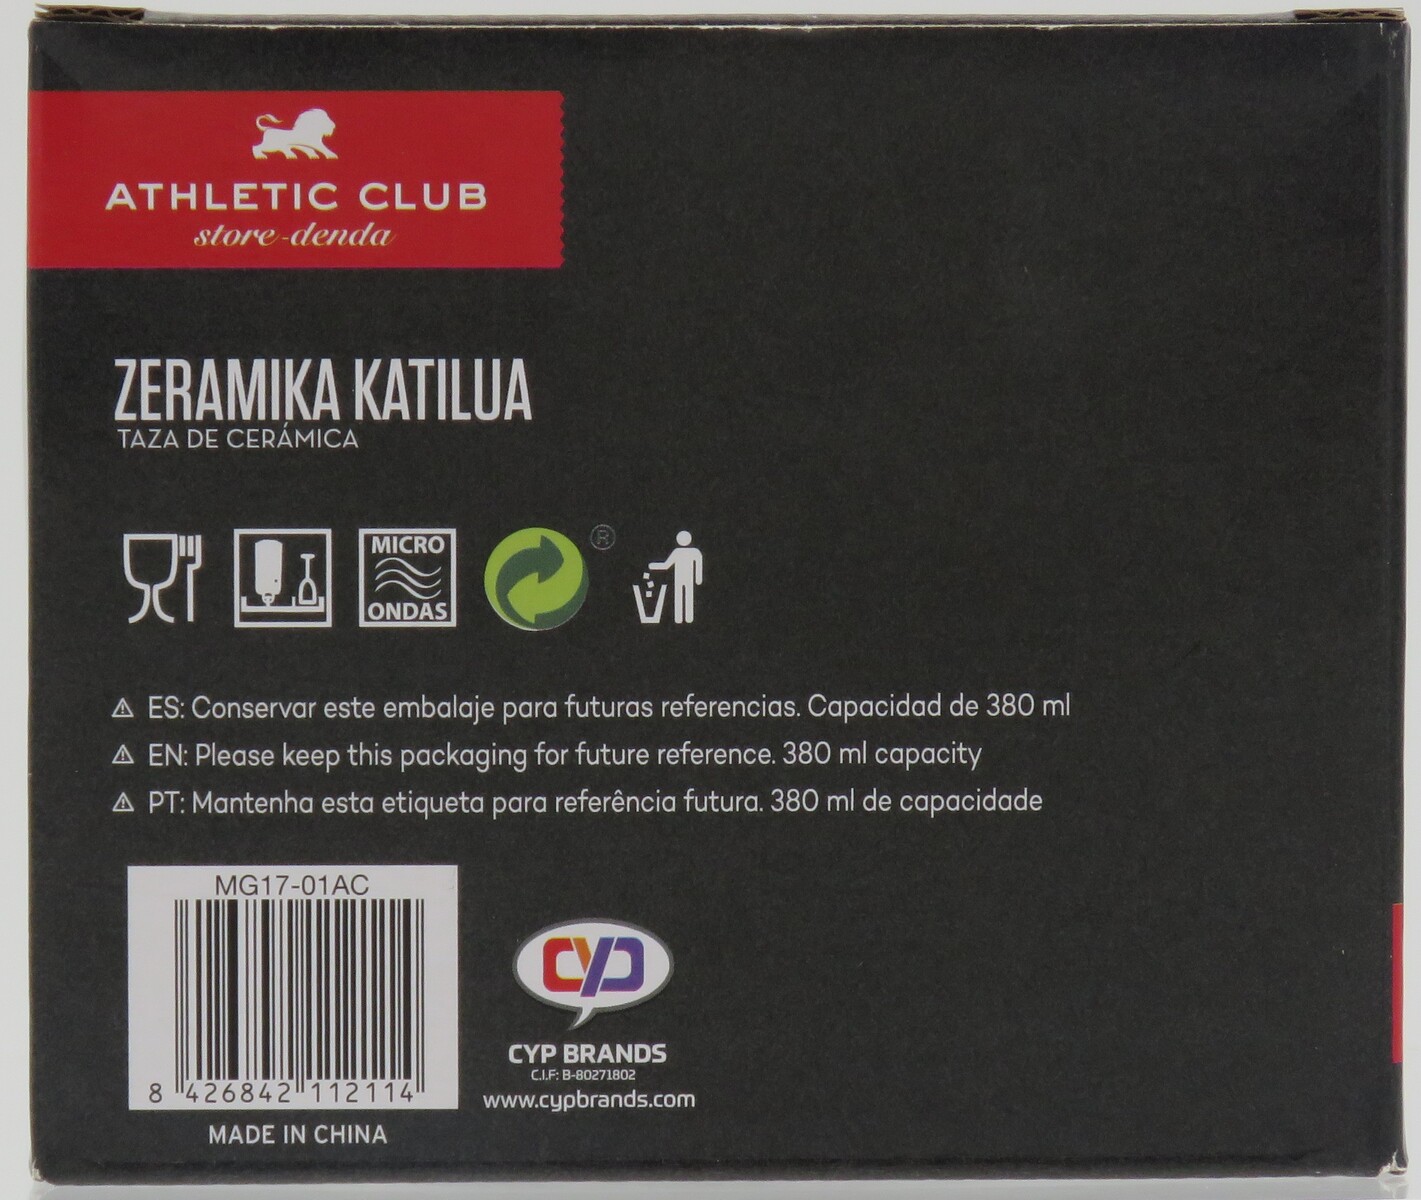 ATHLETIC CLUB
store-denda
ZERAMIKA KATILUA
TAZA DE CERÁMICA
MICRO
ONDAS
®
⚠ ES: Conservar este embalaje para futuras referencias. Capacidad de 380 ml
⚠ EN: Please keep this packaging for future reference. 380 ml capacity
⚠ PT: Mantenha esta etiqueta para referência futura. 380 ml de capacidade
MG17-01AC
8 426842 112114
MADE IN CHINA
CYP
CYP BRANDS
C.I.F: B-80271802
www.cypbrands.com